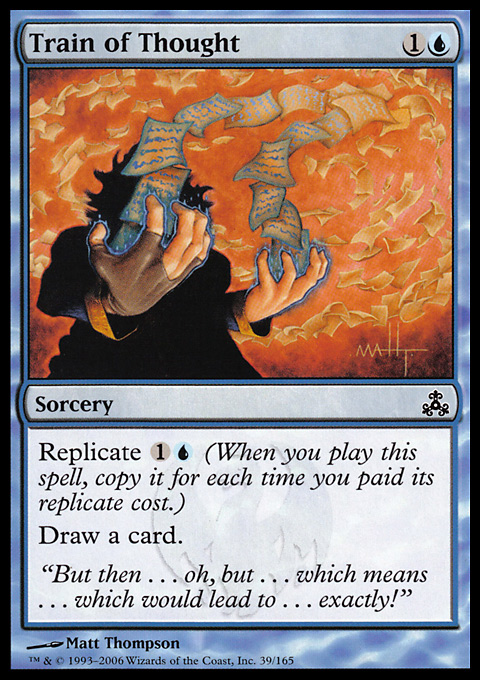 Train of Thought 1
Sorcery
Replicate 1 (When you play this
spell, copy it for each time you paid its
replicate cost.)
Draw a card.
“But then . . . oh, but . . . which means
. . . which would lead to . . . exactly!”
Matt Thompson
™ & © 1993–2006 Wizards of the Coast, Inc. 39/165
MATT.